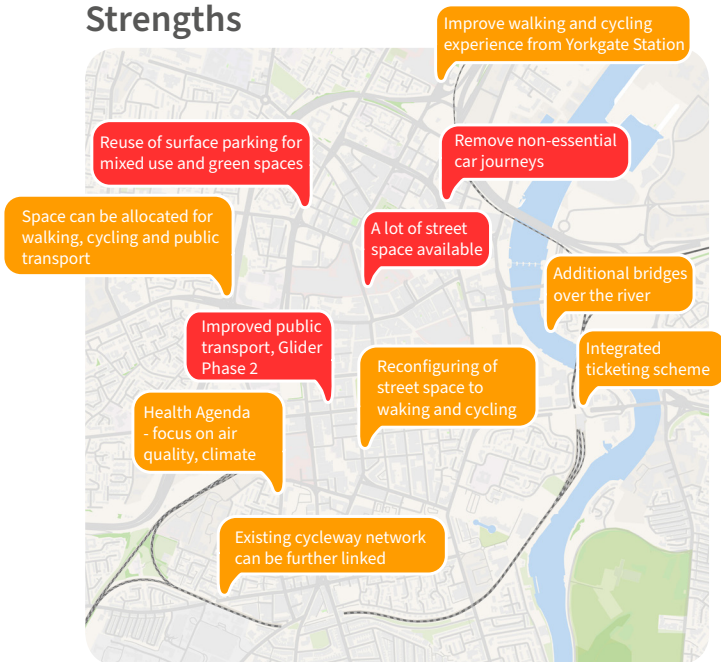 Strengths
Improve walking and cycling
experience from Yorkgate Station
Reuse of surface parking for
mixed use and green spaces
Remove non-essential
car journeys
Space can be allocated for
walking, cycling and public
transport
A lot of street
space available
Additional bridges
over the river
Improved public
transport, Glider
Phase 2
Integrated
ticketing scheme
Reconfiguring of
street space to
waking and cycling
Health Agenda
- focus on air
quality, climate
Existing cycleway network
can be further linked